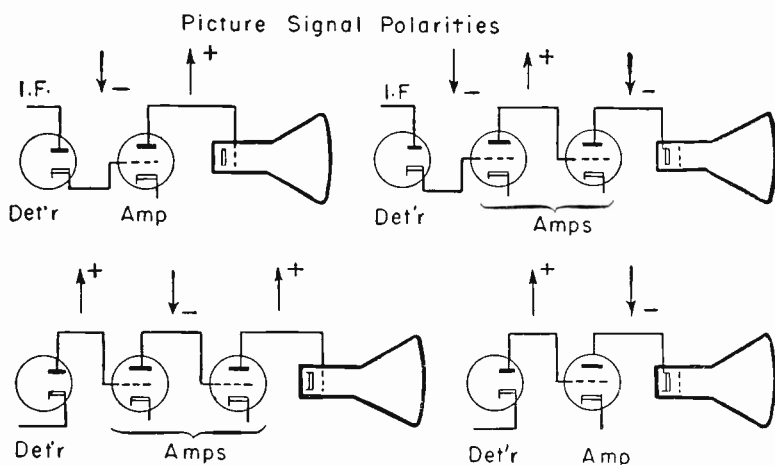 Picture Signal Polarities
- + - + -
I.F. I.F
Det'r Amp Det'r Amps
+ - + + -
Det'r Amps Det'r Amp